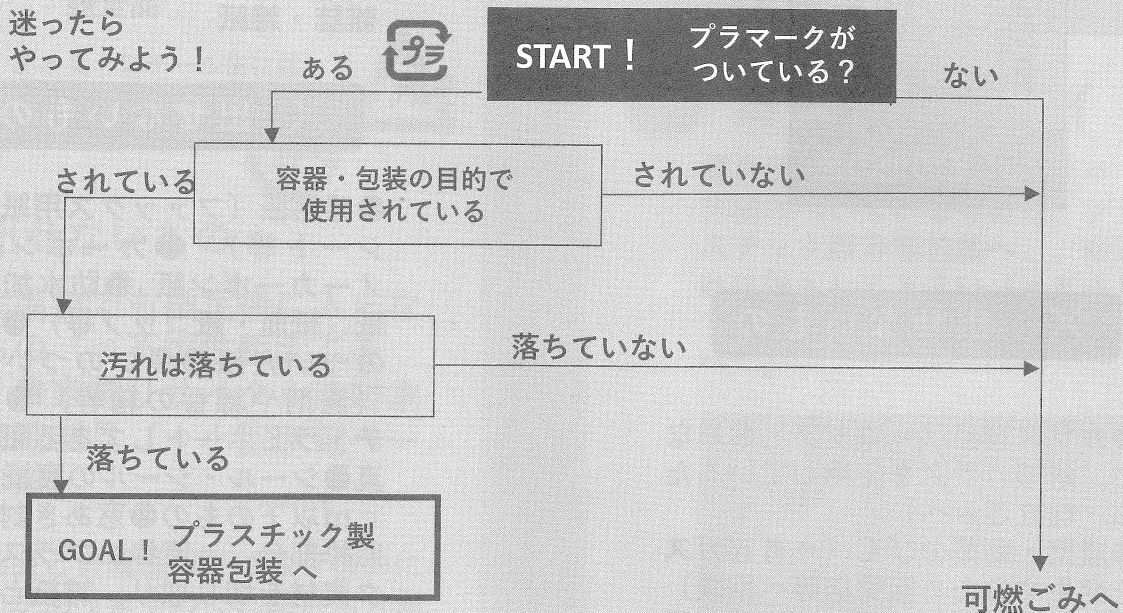 迷ったら
やってみよう！
ある
プラ
START！
プラマークが
ついている？
ない
されている
容器・包装の目的で
使用されている
されていない
汚れは落ちている
落ちていない
落ちている
GOAL！
プラスチック製
容器包装 へ
可燃ごみへ